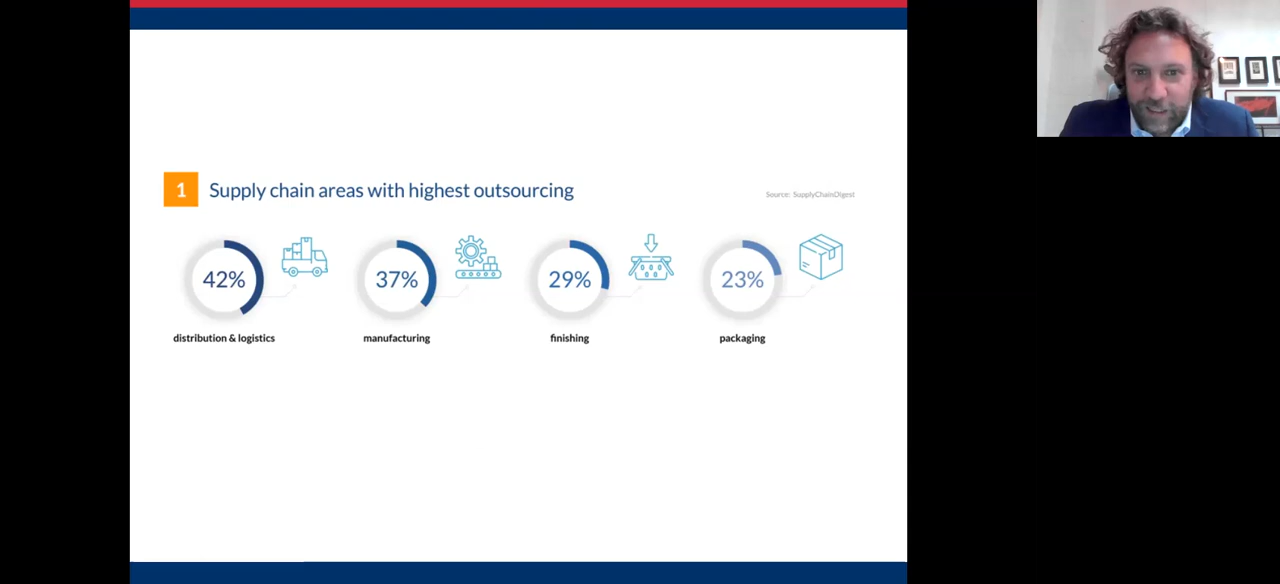 1 Supply chain areas with highest outsourcing
Source: SupplyChainDigest
42% 37% 29% 23%
distribution & logistics manufacturing finishing packaging